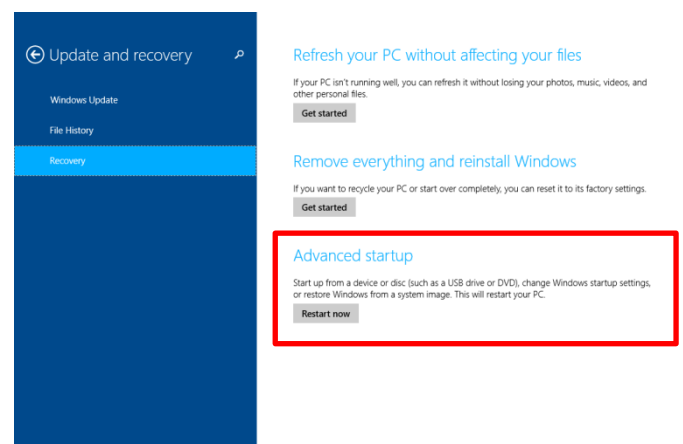 Update and recovery
Windows Update
File History
Recovery
Refresh your PC without affecting your files
If your PC isn't running well, you can refresh it without losing your photos, music, videos, and
other personal files.
Get started
Remove everything and reinstall Windows
If you want to recycle your PC or start over completely, you can reset it to its factory settings.
Get started
Advanced startup
Start up from a device or disc (such as a USB drive or DVD), change Windows startup settings,
or restore Windows from a system image. This will restart your PC.
Restart now